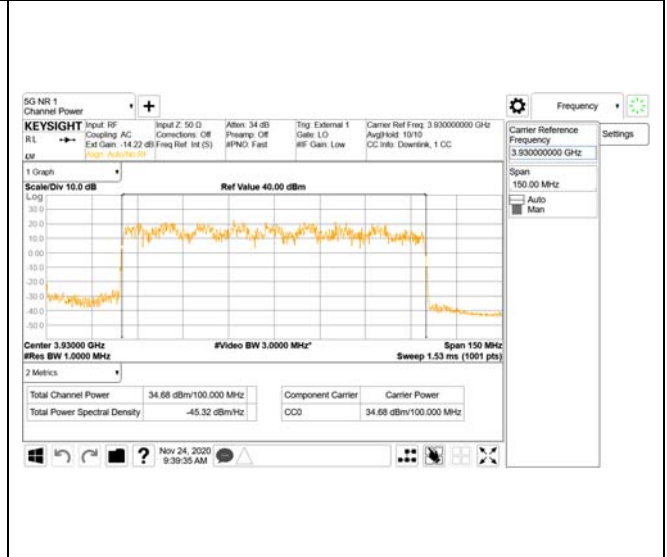 5G NR 1
Channel Power
Frequency
KEYSIGHT Input: RF Input Z: 50 Ω Atten: 34 dB Trig: External 1 Carrier Ref Freq: 3.930000000 GHz
RL Coupling: AC Corrections: Off Preamp: Off Gate: LO Avg|Hold: 10/10
Ext Gain: -14.22 dB Freq Ref: Int (S) #PNO: Fast #IF Gain: Low CC Info: Downlink, 1 CC
Align: Auto/No RF
Carrier Reference
Frequency
3.930000000 GHz
Settings
Span
150.00 MHz
Auto
Man
1 Graph
Scale/Div 10.0 dB Ref Value 40.00 dBm
Log
30.0
20.0
10.0
0.00
-10.0
-20.0
-30.0
-40.0
-50.0
Center 3.93000 GHz #Video BW 3.0000 MHz* Span 150 MHz
#Res BW 1.0000 MHz Sweep 1.53 ms (1001 pts)
2 Metrics
Total Channel Power 34.68 dBm/100.000 MHz Component Carrier Carrier Power
Total Power Spectral Density -45.32 dBm/Hz CC0 34.68 dBm/100.000 MHz
? Nov 24, 2020
9:39:35 AM